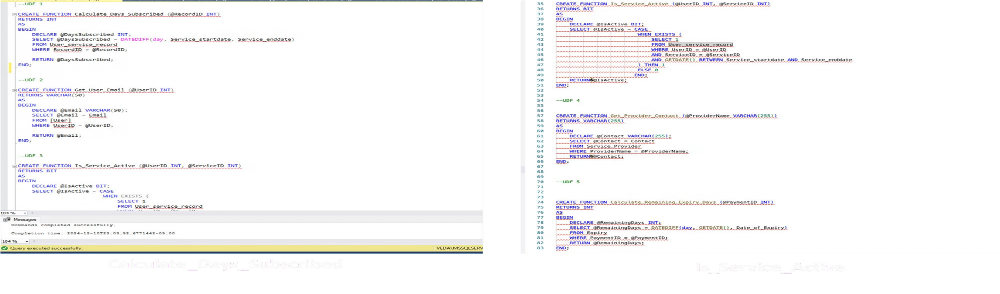 --UDF 1
CREATE FUNCTION Calculate_Days_Subscribed (@RecordID INT)
RETURNS INT
AS
BEGIN
DECLARE @DaysSubscribed INT;
SELECT @DaysSubscribed = DATEDIFF(day, Service_startdate, Service_enddate)
FROM User_service_record
WHERE RecordID = @RecordID;
RETURN @DaysSubscribed;
END;
--UDF 2
CREATE FUNCTION Get_User_Email (@UserID INT)
RETURNS VARCHAR(50)
AS
BEGIN
DECLARE @Email VARCHAR(50);
SELECT @Email = Email
FROM [User]
WHERE UserID = @UserID;
RETURN @Email;
END;
--UDF 3
CREATE FUNCTION Is_Service_Active (@UserID INT, @ServiceID INT)
RETURNS BIT
AS
BEGIN
DECLARE @IsActive BIT;
SELECT @IsActive = CASE
WHEN EXISTS (
SELECT 1
FROM User_service_record
104 %
Messages
Commands completed successfully.
Completion time: 2024-12-10T23:03:52.6771442-05:00
104 %
Query executed successfully.
VEDA\MSSQLSERV
Calculate_Days_Subscribed
35 CREATE FUNCTION Is_Service_Active (@UserID INT, @ServiceID INT)
36 RETURNS BIT
37 AS
38 BEGIN
39 DECLARE @IsActive BIT;
40 SELECT @IsActive = CASE
41 WHEN EXISTS (
42 SELECT 1
43 FROM User_service_record
44 WHERE UserID = @UserID
45 AND ServiceID = @ServiceID
46 AND GETDATE() BETWEEN Service_startdate AND Service_enddate
47 ) THEN 1
48 ELSE 0
49 END;
50 RETURN�@IsActive;
51 END;
52
53
54 --UDF 4
55
56
57 CREATE FUNCTION Get_Provider_Contact (@ProviderName VARCHAR(255))
58 RETURNS VARCHAR(255)
59 AS
60 BEGIN
61 DECLARE @Contact VARCHAR(255);
62 SELECT @Contact = Contact
63 FROM Service_Provider
64 WHERE ProviderName = @ProviderName;
65 RETURN�@Contact;
66 END;
67
68
69
70 --UDF 5
71
72
73
74 CREATE FUNCTION Calculate_Remaining_Expiry_Days (@PaymentID INT)
75 RETURNS INT
76 AS
77 BEGIN
78 DECLARE @RemainingDays INT;
79 SELECT @RemainingDays = DATEDIFF(day, GETDATE(), Date_of_Expiry)
80 FROM Expiry
81 WHERE PaymentID = @PaymentID;
82 RETURN @RemainingDays;
83 END;
Is_Service_Active